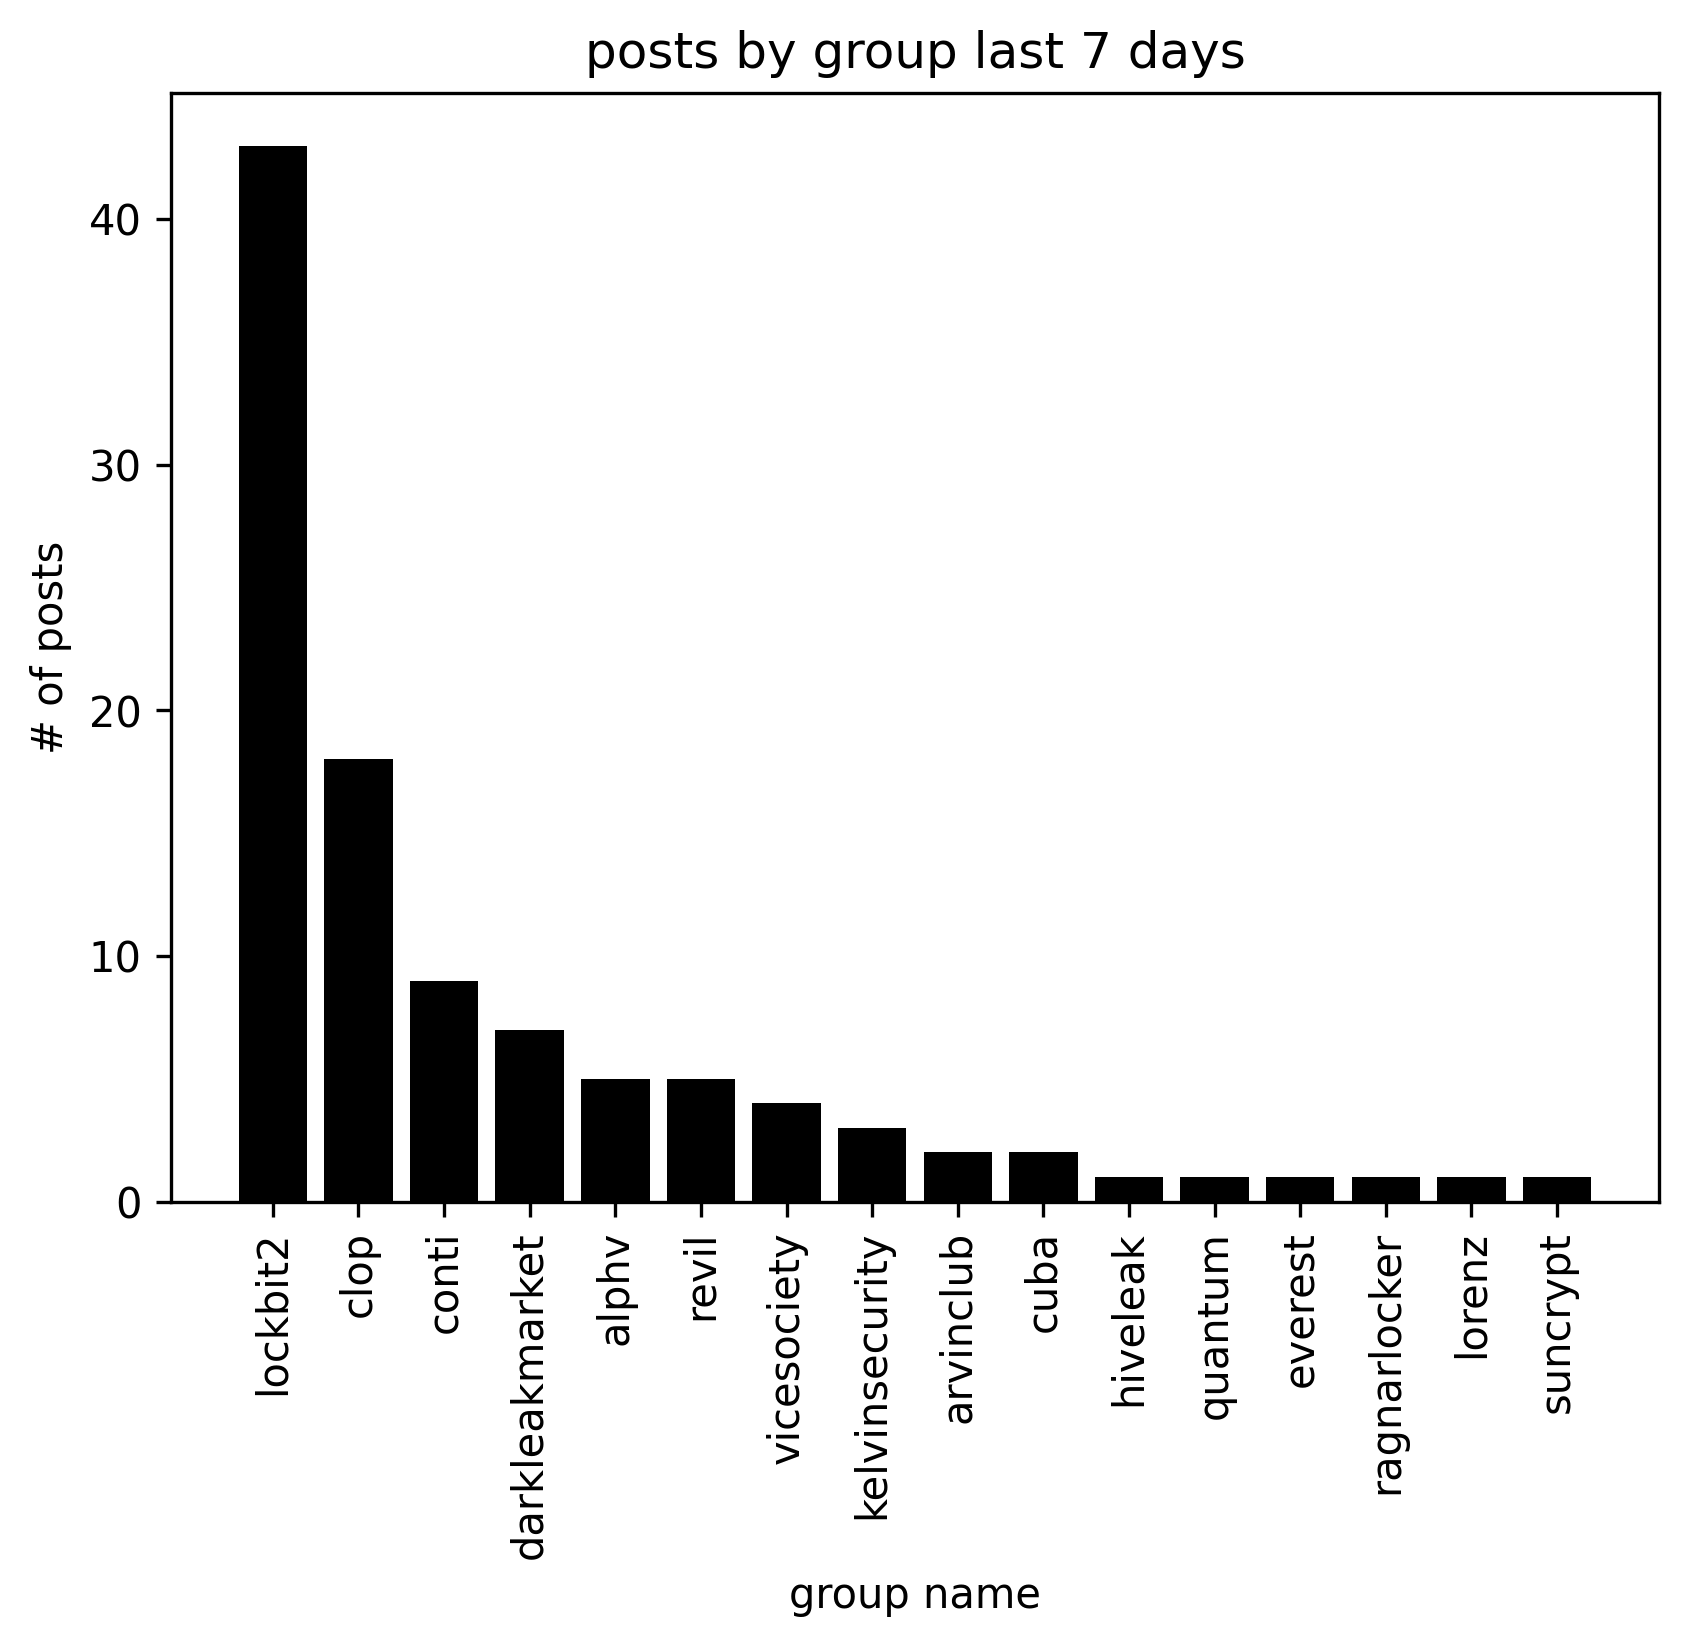 posts by group last 7 days
# of posts
40
30
20
10
0
lockbit2
clop
conti
darkleakmarket
alphv
revil
vicesociety
kelvinsecurity
arvinclub
cuba
hiveleak
quantum
everest
ragnarlocker
lorenz
suncrypt
group name